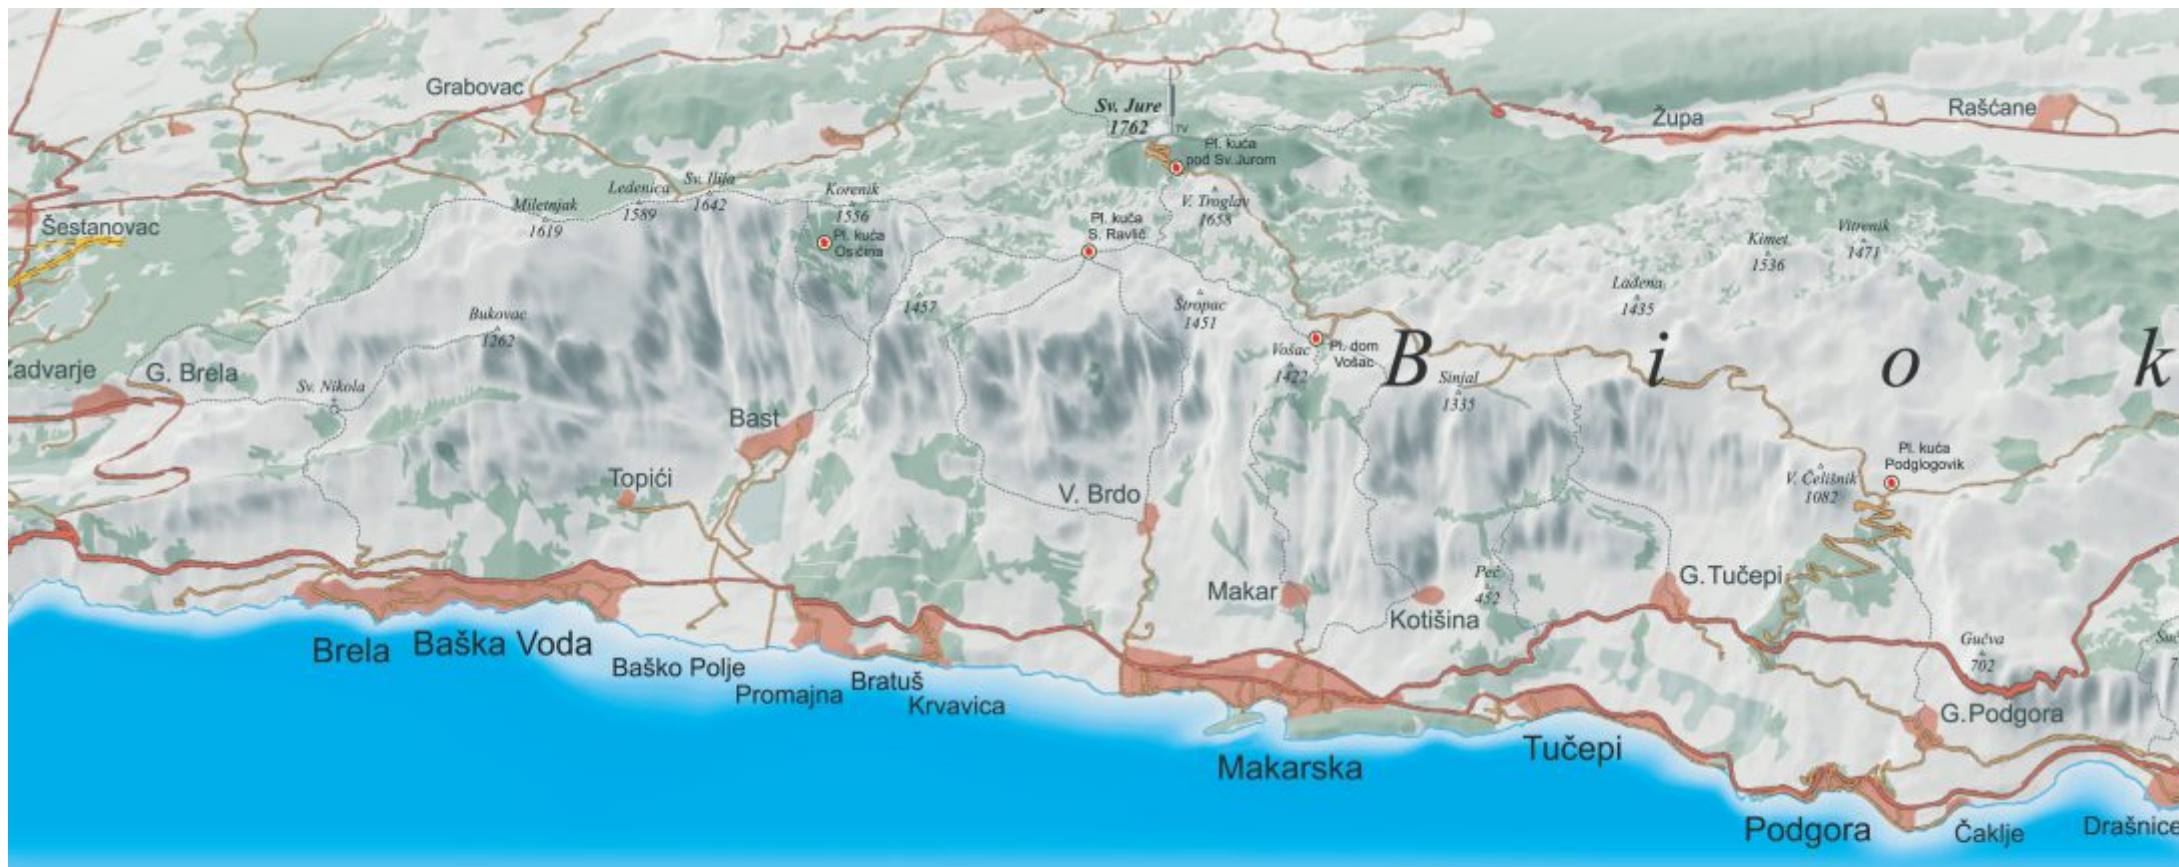 Grabovac
Sv. Jure
1762
TV
Pl. kuća
pod Sv. Jurom
Župa
Rašćane
Šestanovac
Miletnjak
1619
Ledenica
1589
Sv. Ilija
1642
Korenik
1556
Pl. kuća
Osičina
Pl. kuća
S. Ravlić
V. Troglav
1658
Kimet
1536
Vitrenik
1471
Lađena
1435
1457
Štropac
1451
Bukovac
1262
Zadvarje
G. Brela
Sv. Nikola
Vošac
1422
Pl. dom
Vošac
B i o k
Sinjal
1335
Bast
Topići
V. Brdo
Pl. kuća
Podglogovik
V. Čelišnik
1082
Makar
Kotišina
Peč
452
G.Tučepi
Gučva
702
Brela
Baška Voda
Baško Polje
Promajna
Bratuš
Krvavica
Makarska
Tučepi
G.Podgora
Podgora
Čaklje
Drašnice